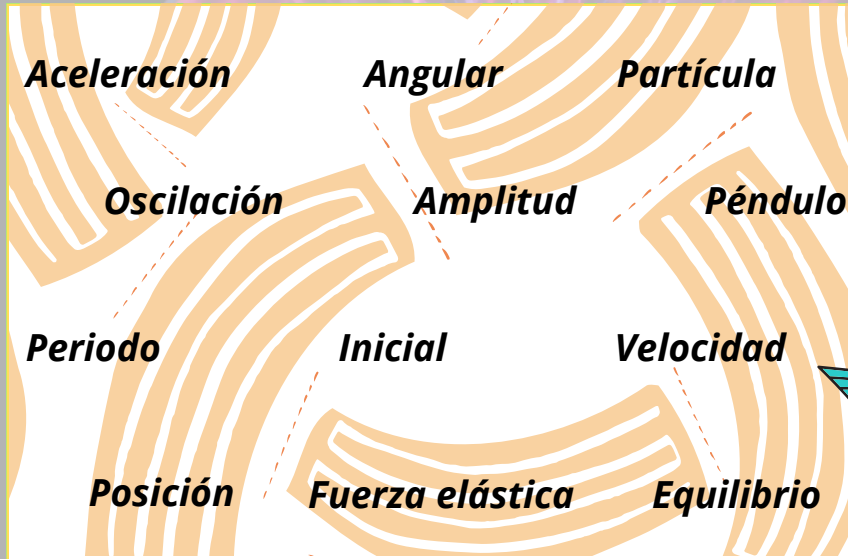 Aceleración Angular Partícula
Oscilación Amplitud Péndulo
Periodo Inicial Velocidad
Posición Fuerza elástica Equilibrio